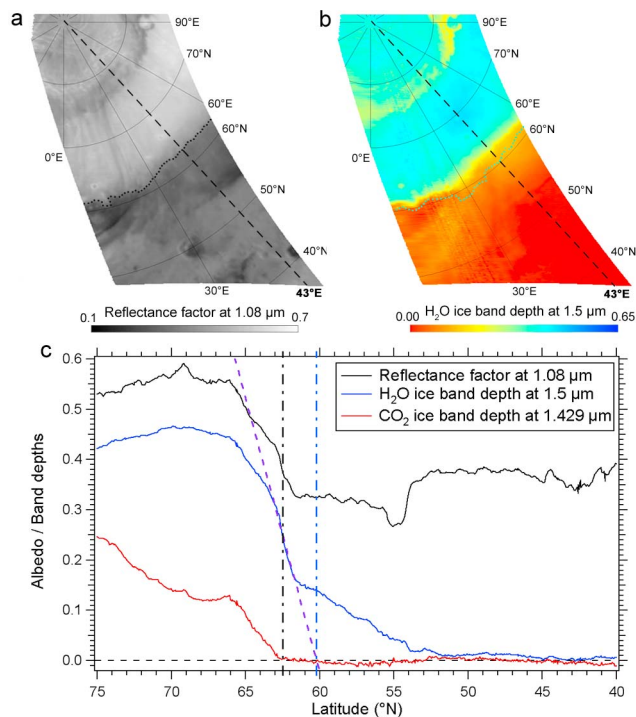 a
90°E
70°N
60°E
60°N
0°E
50°N
40°N
30°E
43°E
Reflectance factor at 1.08 µm
0.1
0.7
b
90°E
70°N
60°E
60°N
0°E
50°N
40°N
30°E
43°E
H₂O ice band depth at 1.5 µm
0.00
0.65
c
Reflectance factor at 1.08 µm
H₂O ice band depth at 1.5 µm
CO₂ ice band depth at 1.429 µm
Albedo / Band depths
0.6
0.5
0.4
0.3
0.2
0.1
0.0
75
70
65
60
55
50
45
40
Latitude (°N)